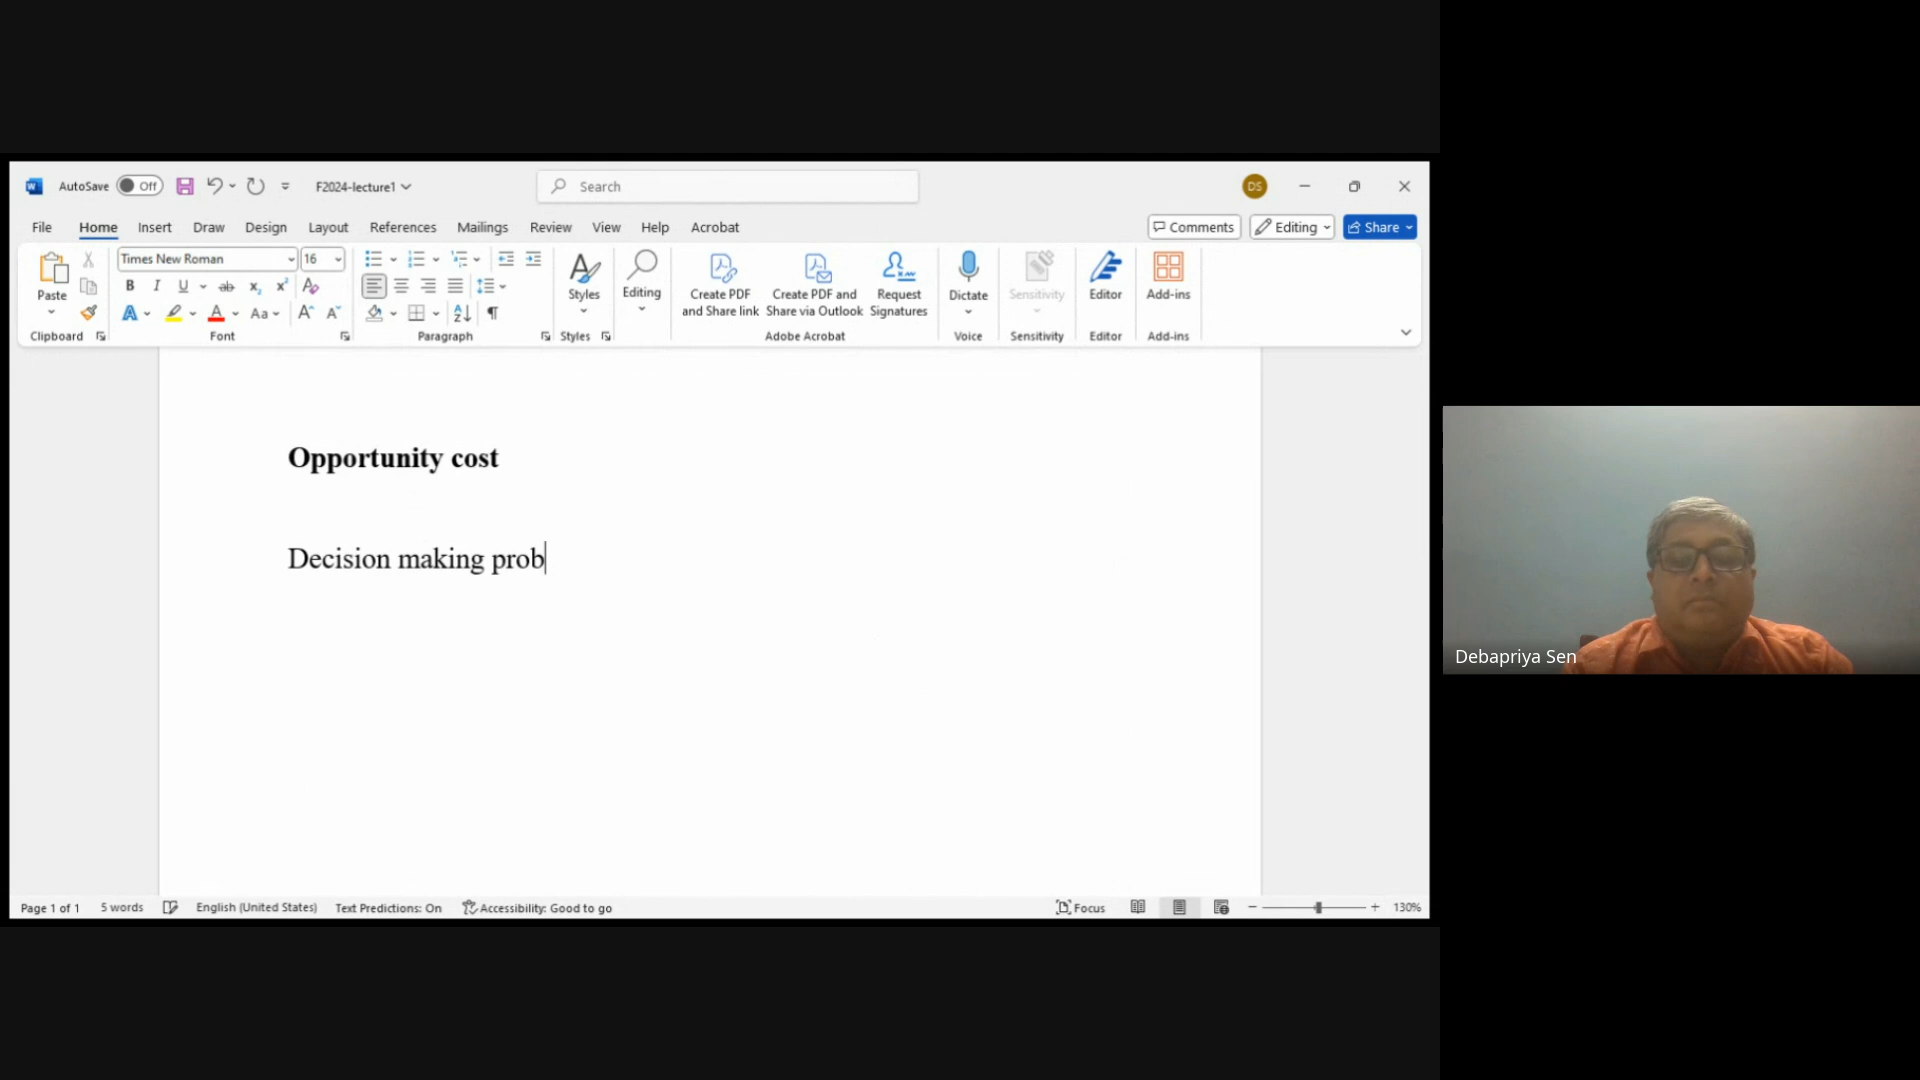 AutoSave Off F2024-lecture1 Search DS
File Home Insert Draw Design Layout References Mailings Review View Help Acrobat Comments Editing Share
Times New Roman 16
Paste Styles Editing Create PDF and Share link Create PDF and Share via Outlook Request Signatures Dictate Sensitivity Editor Add-ins
Clipboard Font Paragraph Styles Adobe Acrobat Voice Sensitivity Editor Add-ins
Opportunity cost
Decision making prob
Debapriya Sen
Page 1 of 1 5 words English (United States) Text Predictions: On Accessibility: Good to go Focus 130%